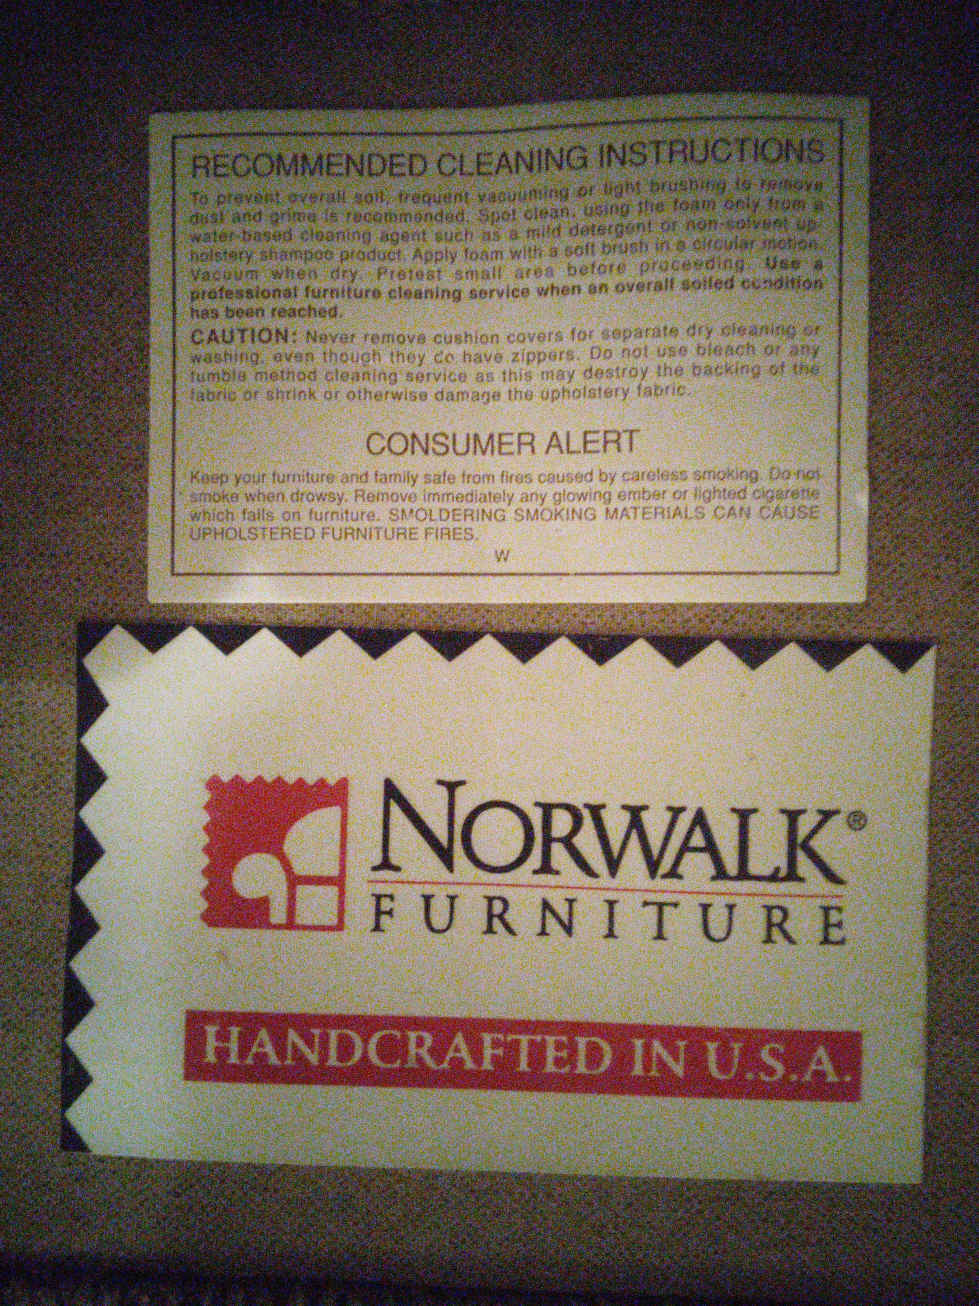 RECOMMENDED CLEANING INSTRUCTIONS
To prevent overall soil, frequent vacuuming or light brushing to remove
dust and grime is recommended. Spot clean, using the foam only from a
water-based cleaning agent such as a mild detergent or non-solvent up-
holstery shampoo product. Apply foam with a soft brush in a circular motion.
Vacuum when dry. Pretest small area before proceeding. Use a
professional furniture cleaning service when an overall soiled condition
has been reached.
CAUTION: Never remove cushion covers for separate dry cleaning or
washing, even though they do have zippers. Do not use bleach or any
tumble method cleaning service as this may destroy the backing of the
fabric or shrink or otherwise damage the upholstery fabric.
CONSUMER ALERT
Keep your furniture and family safe from fires caused by careless smoking. Do not
smoke when drowsy. Remove immediately any glowing ember or lighted cigarette
which falls on furniture. SMOLDERING SMOKING MATERIALS CAN CAUSE
UPHOLSTERED FURNITURE FIRES.
W
NORWALK®
FURNITURE
HANDCRAFTED IN U.S.A.